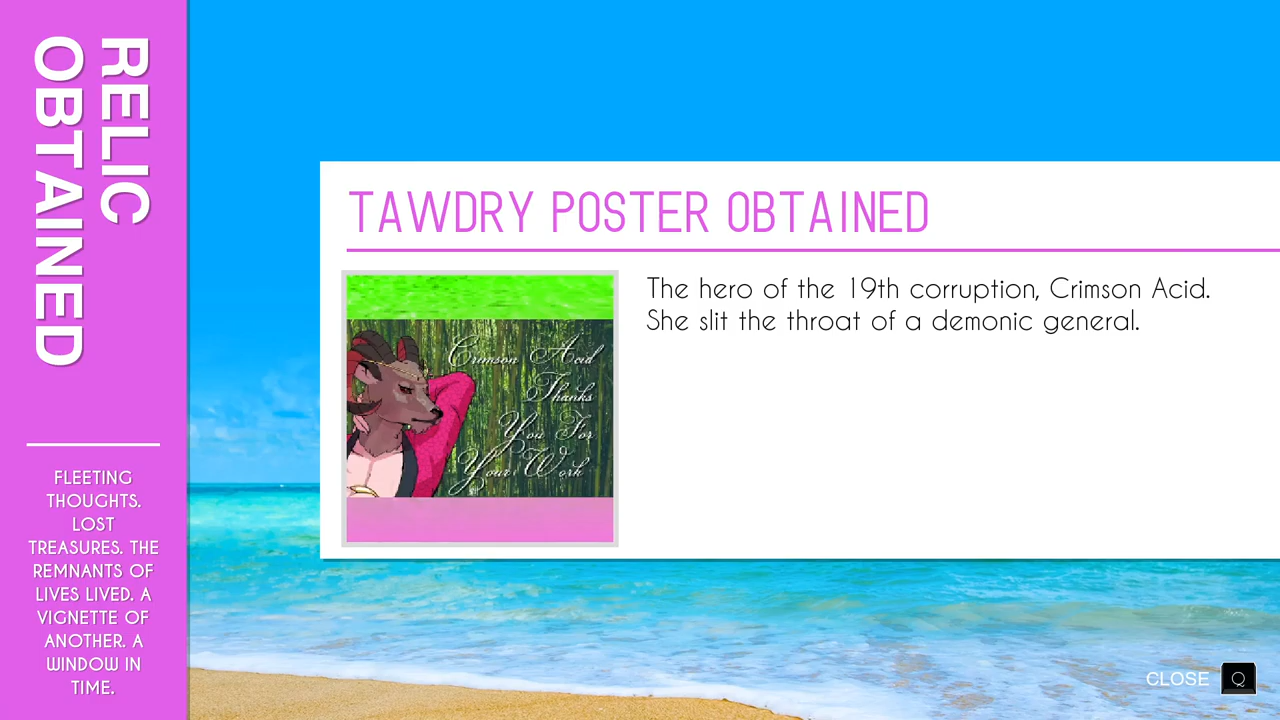 RELIC
OBTAINED
FLEETING
THOUGHTS.
LOST
TREASURES. THE
REMNANTS OF
LIVES LIVED. A
VIGNETTE OF
ANOTHER. A
WINDOW IN
TIME.
TAWDRY POSTER OBTAINED
Crimson Acid
Thanks
You For
Your Work
The hero of the 19th corruption, Crimson Acid.
She slit the throat of a demonic general.
CLOSE Q